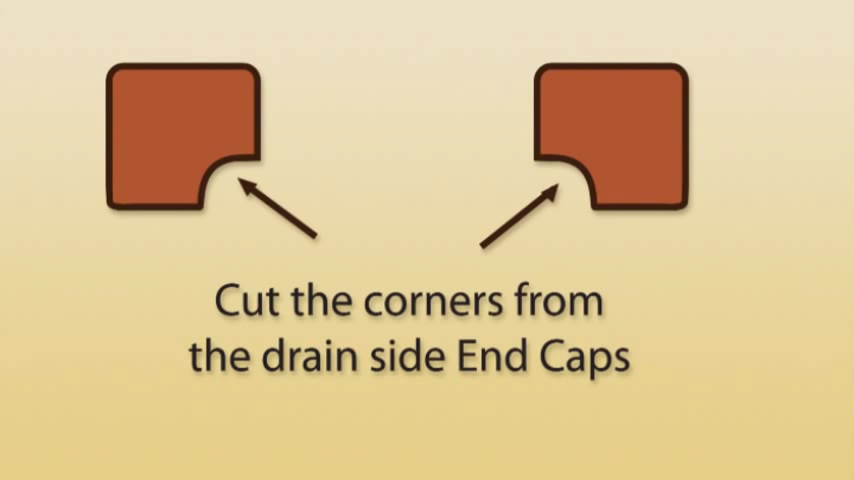 Cut the corners from
the drain side End Caps